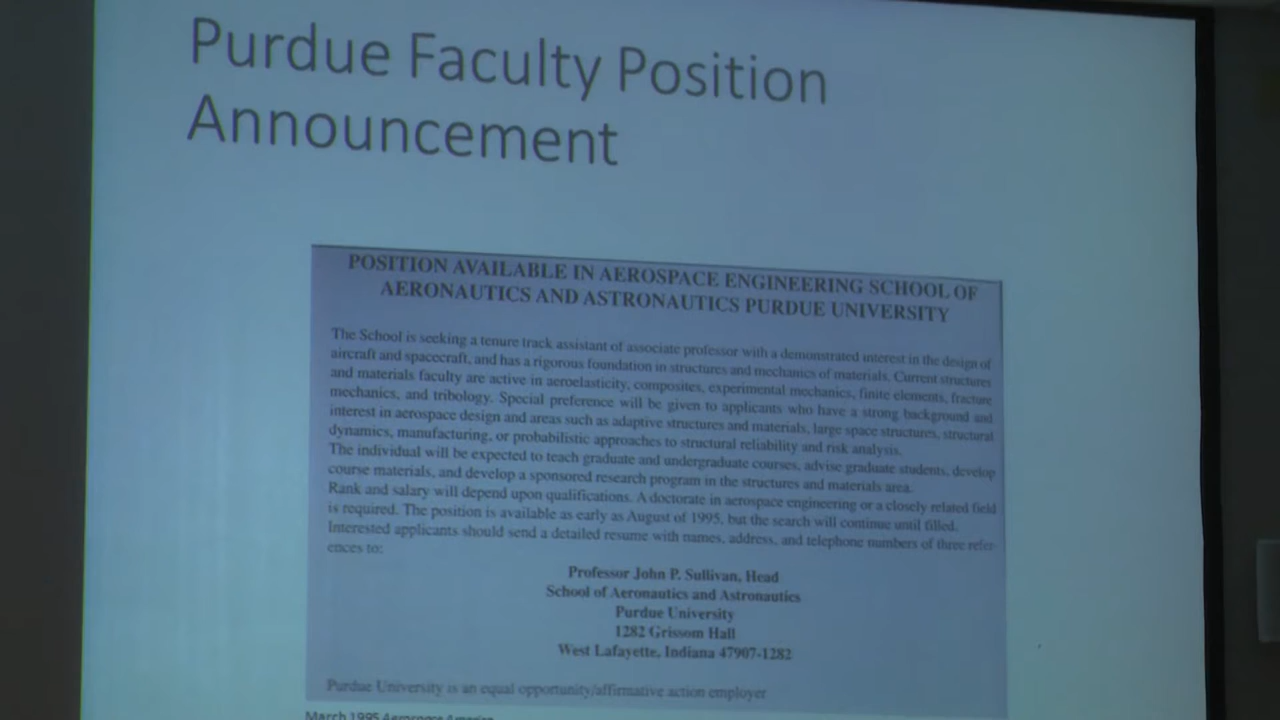 Purdue Faculty Position
Announcement
POSITION AVAILABLE IN AEROSPACE ENGINEERING SCHOOL OF
AERONAUTICS AND ASTRONAUTICS PURDUE UNIVERSITY
The School is seeking a tenure track assistant of associate professor with a demonstrated interest in the design of
aircraft and spacecraft, and has a rigorous foundation in structures and mechanics of materials. Current structures
and materials faculty are active in aeroelasticity, composites, experimental mechanics, finite elements, fracture
mechanics, and tribology. Special preference will be given to applicants who have a strong background and
interest in aerospace design and areas such as adaptive structures and materials, large space structures, structural
dynamics, manufacturing, or probabilistic approaches to structural reliability and risk analysis.
The individual will be expected to teach graduate and undergraduate courses, advise graduate students, develop
course materials, and develop a sponsored research program in the structures and materials area.
Rank and salary will depend upon qualifications. A doctorate in aerospace engineering or a closely related field
is required. The position is available as early as August of 1995, but the search will continue until filled.
Interested applicants should send a detailed resume with names, address, and telephone numbers of three refer-
ences to:
Professor John P. Sullivan, Head
School of Aeronautics and Astronautics
Purdue University
1282 Grissom Hall
West Lafayette, Indiana 47907-1282
Purdue University is an equal opportunity/affirmative action employer
March 1995 Aerospace America